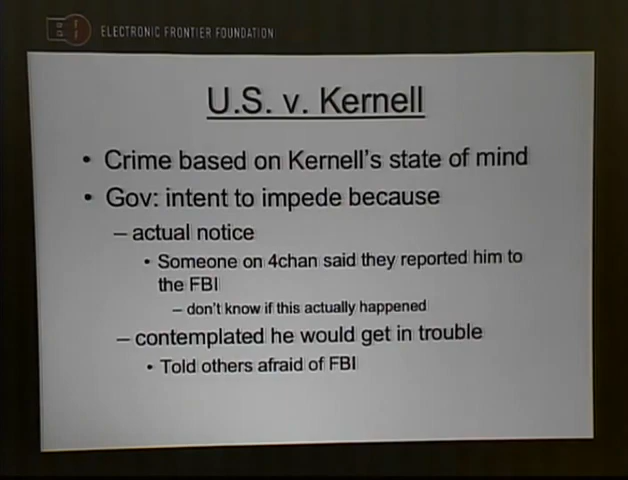 ELECTRONIC FRONTIER FOUNDATION
U.S. v. Kernell
• Crime based on Kernell's state of mind
• Gov: intent to impede because
– actual notice
• Someone on 4chan said they reported him to
the FBI
– don't know if this actually happened
– contemplated he would get in trouble
• Told others afraid of FBI